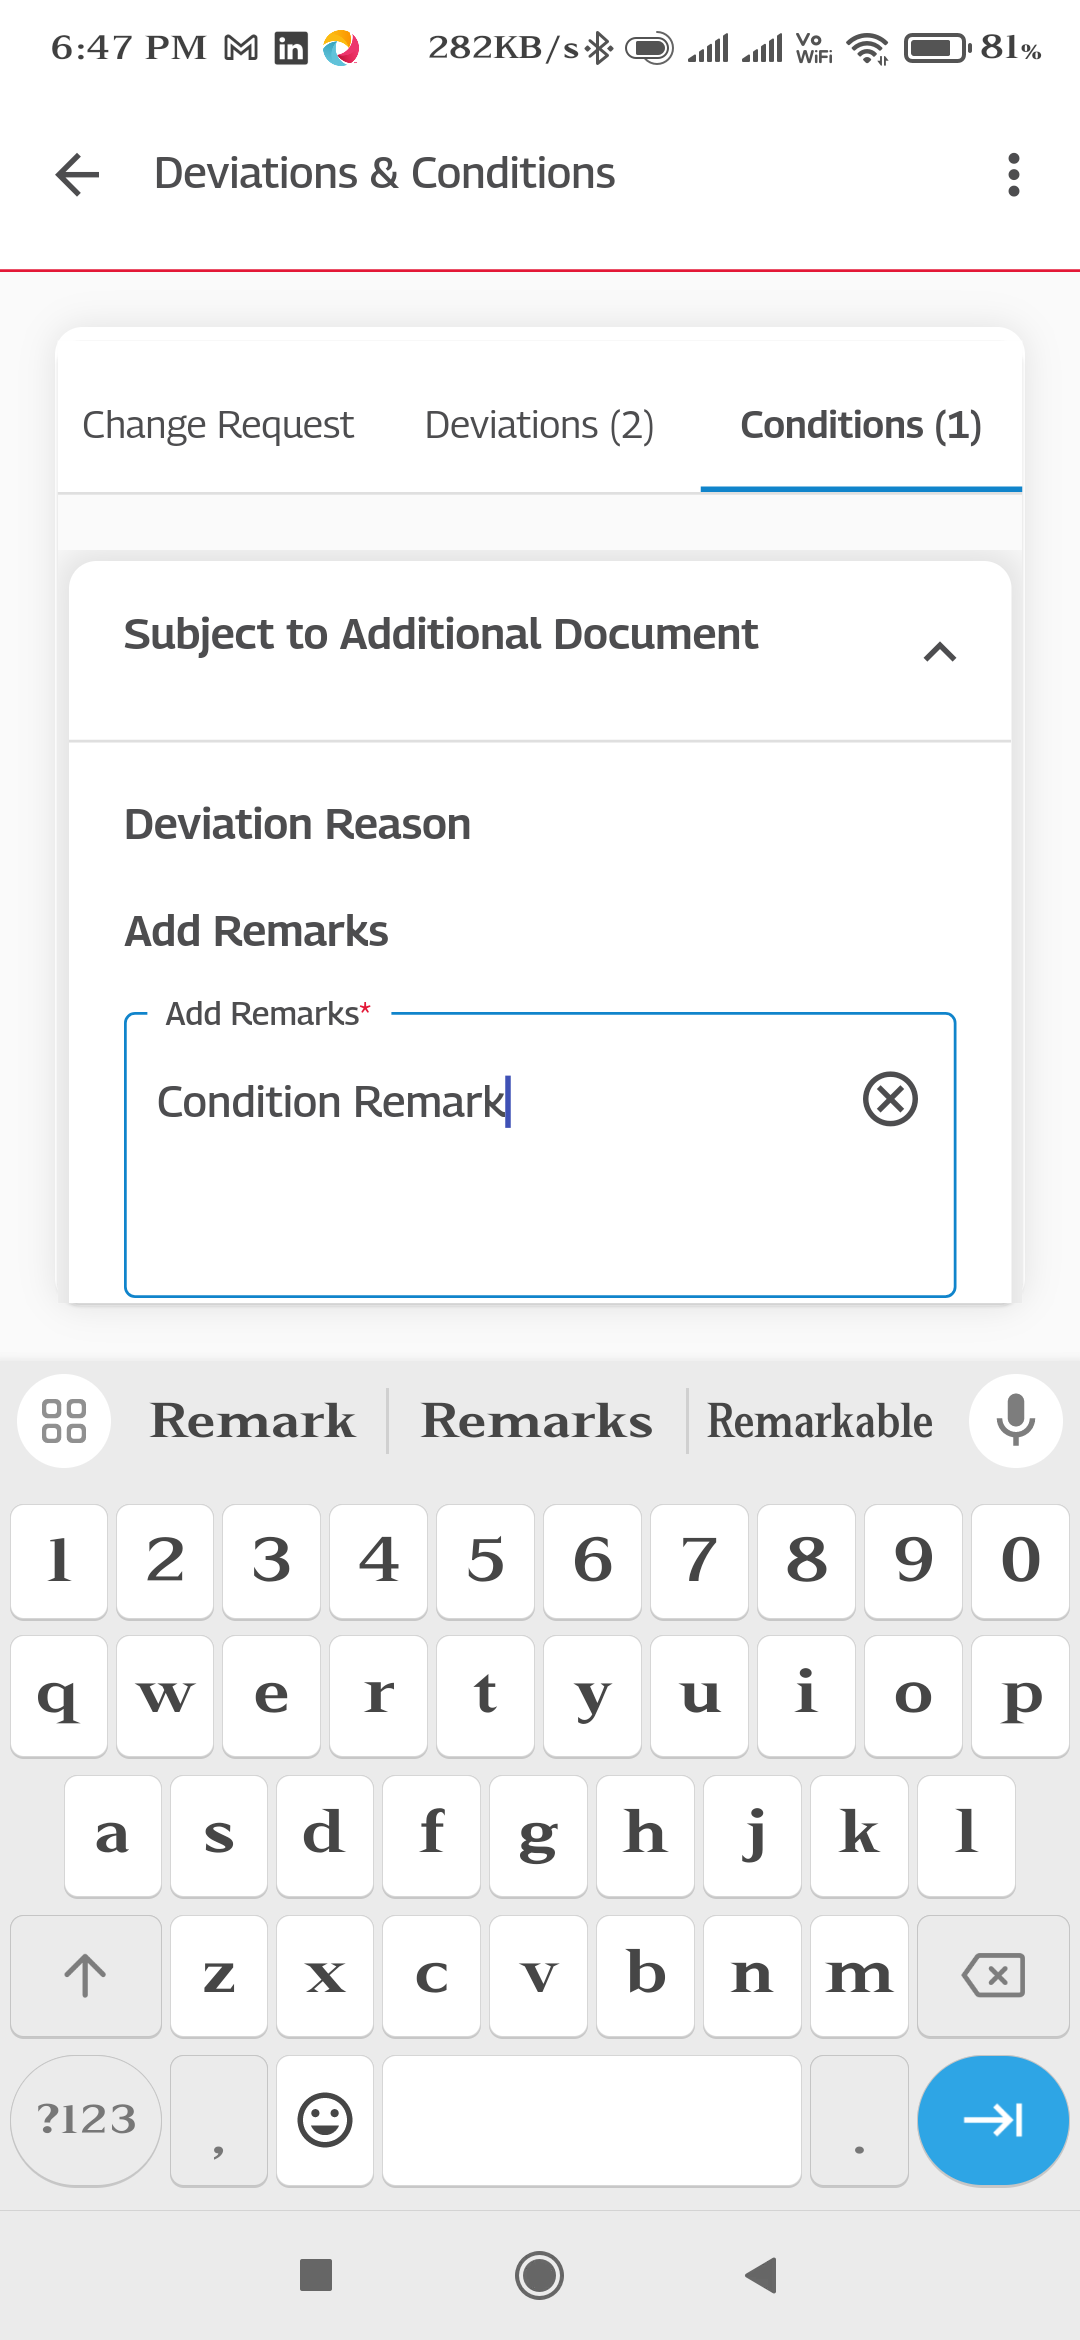 6:47 PM 282KB/s Vo WiFi 81%
Deviations & Conditions
Change Request Deviations (2) Conditions (1)
Subject to Additional Document
Deviation Reason
Add Remarks
Add Remarks*
Condition Remark
Remark Remarks Remarkable
1 2 3 4 5 6 7 8 9 0
q w e r t y u i o p
a s d f g h j k l
z x c v b n m
?123 , .